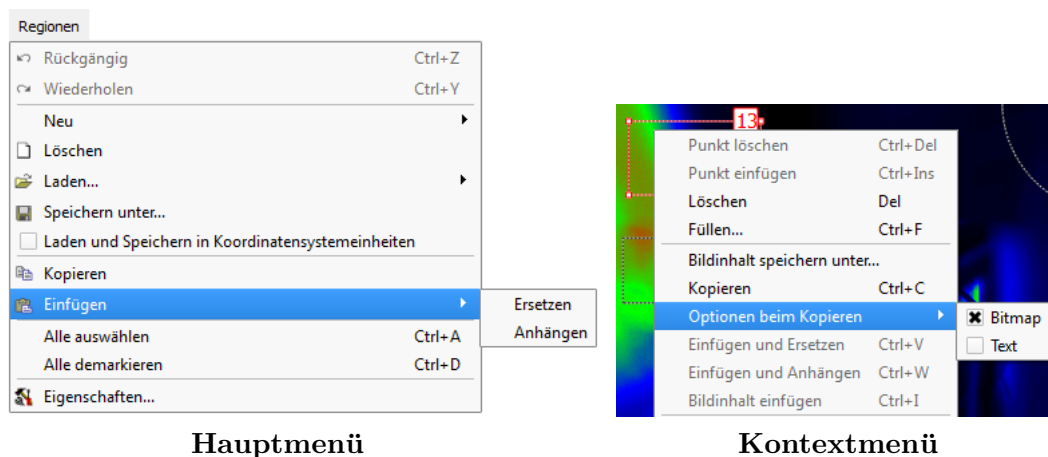 Regionen
Rückgängig Ctrl+Z
Wiederholen Ctrl+Y
Neu
Löschen
Laden...
Speichern unter...
Laden und Speichern in Koordinatensystemeinheiten
Kopieren
Einfügen
Ersetzen
Anhängen
Alle auswählen Ctrl+A
Alle demarkieren Ctrl+D
Eigenschaften...
Hauptmenü
13
Punkt löschen Ctrl+Del
Punkt einfügen Ctrl+Ins
Löschen Del
Füllen... Ctrl+F
Bildinhalt speichern unter...
Kopieren Ctrl+C
Optionen beim Kopieren
Bitmap
Text
Einfügen und Ersetzen Ctrl+V
Einfügen und Anhängen Ctrl+W
Bildinhalt einfügen Ctrl+I
Kontextmenü